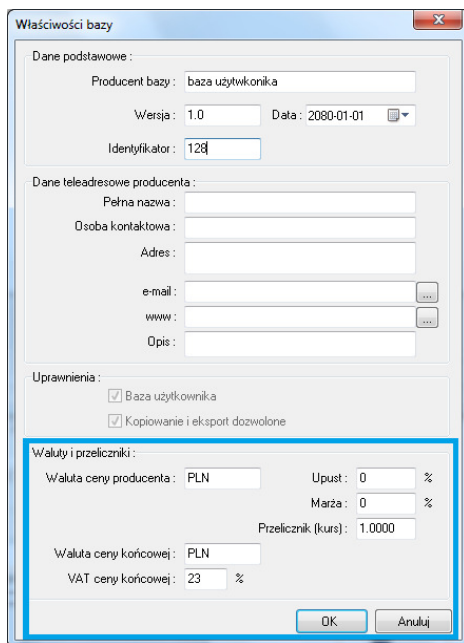 Właściwości bazy
Dane podstawowe :
Producent bazy : baza użytwkonika
Wersja : 1.0 Data : 2080-01-01
Identyfikator : 128
Dane teleadresowe producenta :
Pełna nazwa :
Osoba kontaktowa :
Adres :
e-mail : ...
www : ...
Opis :
Uprawnienia :
Baza użytkownika
Kopiowanie i eksport dozwolone
Waluty i przeliczniki :
Waluta ceny producenta : PLN Upust : 0 %
Marża : 0 %
Przelicznik (kurs) : 1.0000
Waluta ceny końcowej : PLN
VAT ceny końcowej : 23 %
OK Anuluj